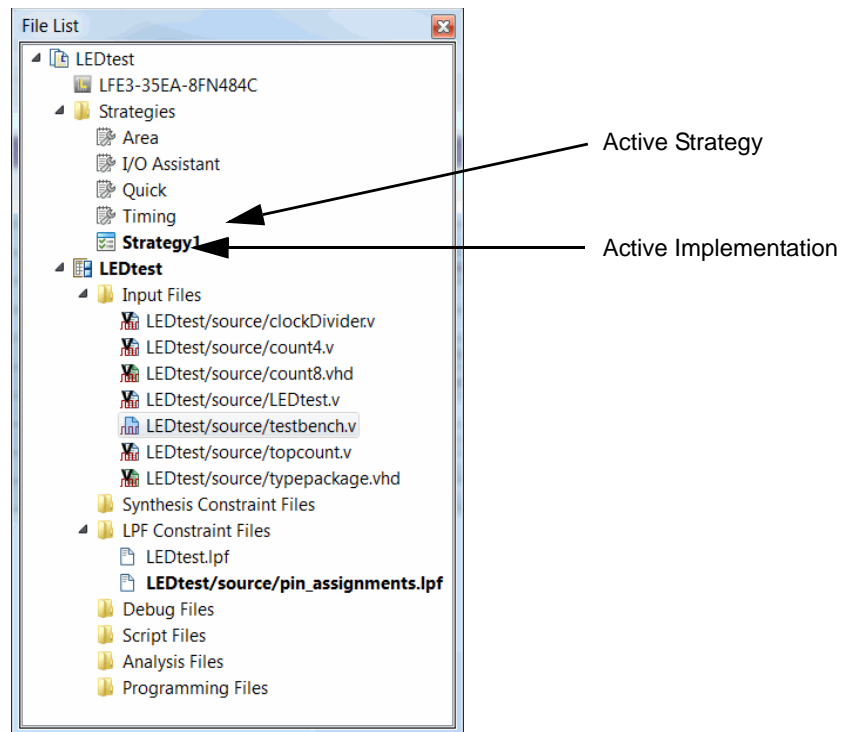 File List
LEDtest
LFE3-35EA-8FN484C
Strategies
Area
I/O Assistant
Quick
Timing
Strategy1
LEDtest
Input Files
LEDtest/source/clockDivider.v
LEDtest/source/count4.v
LEDtest/source/count8.vhd
LEDtest/source/LEDtest.v
LEDtest/source/testbench.v
LEDtest/source/topcount.v
LEDtest/source/typepackage.vhd
Synthesis Constraint Files
LPF Constraint Files
LEDtest.lpf
LEDtest/source/pin_assignments.lpf
Debug Files
Script Files
Analysis Files
Programming Files
Active Strategy
Active Implementation